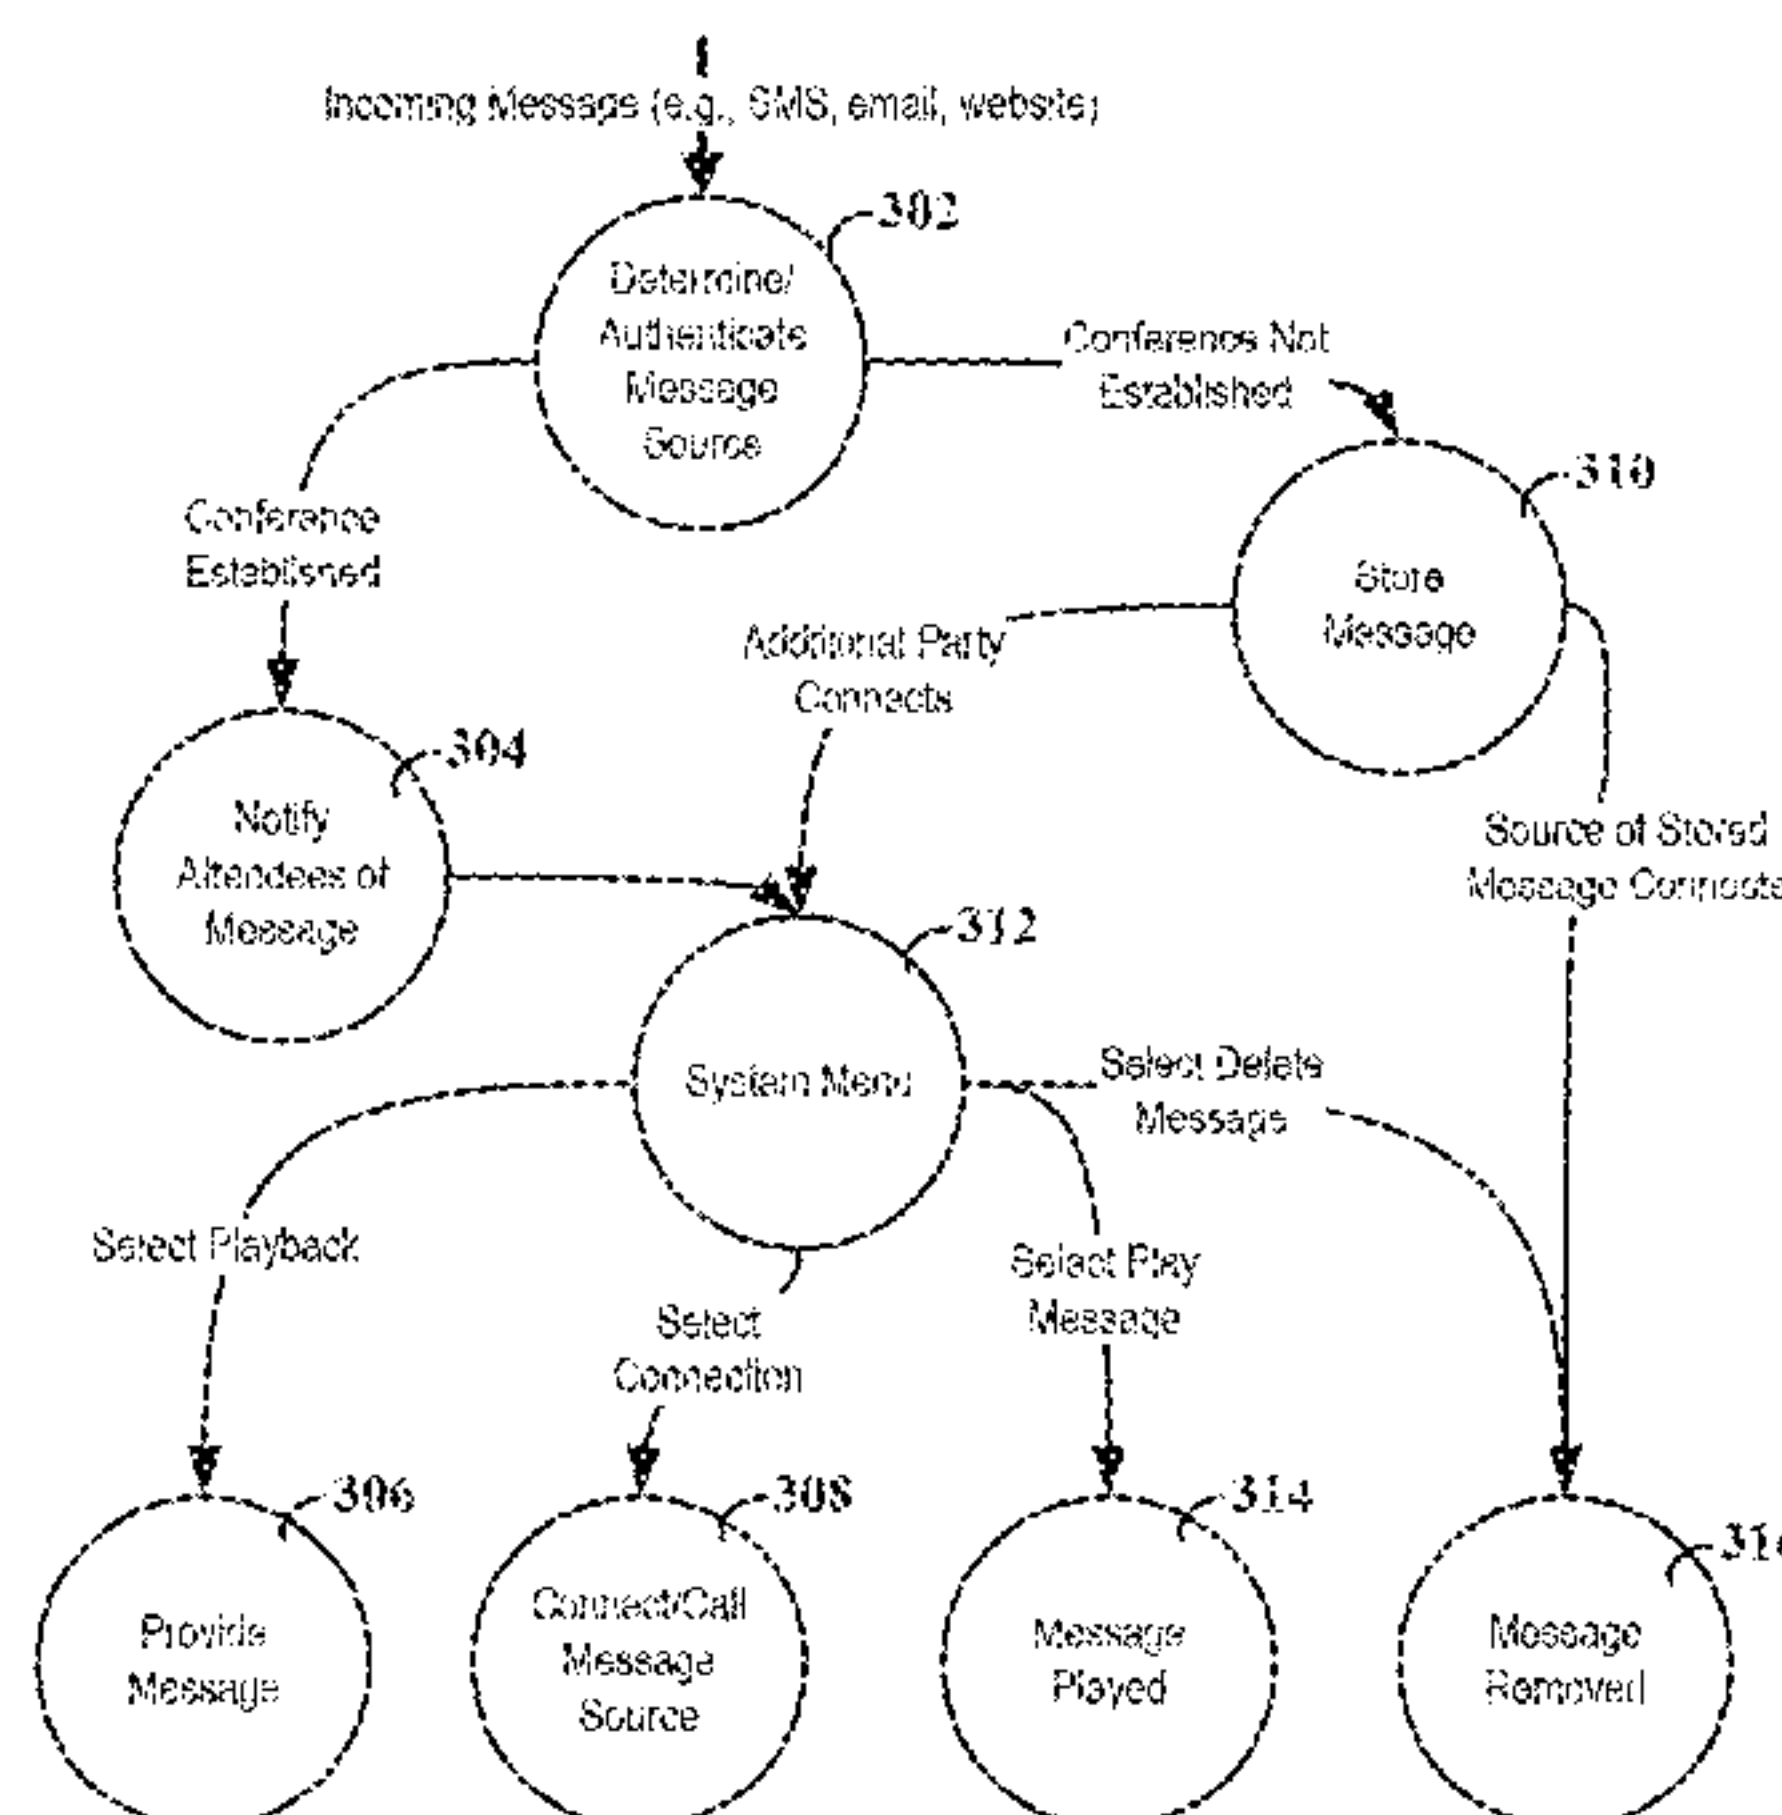 Incoming Message (e.g., SMS, email, website)
302
Determine/
Authenticate
Message
Source
Conference Not
Established
310
Conference
Established
Store
Message
Additional Party
Connects
304
Notify
Attendees of
Message
Source of Stored
Message Connects
312
System Menu
Select Delete
Message
Select Playback
Select Play
Message
Select
Connection
306
308
314
Provide
Message
Connect/Call
Message
Source
Message
Played
Message
Removed